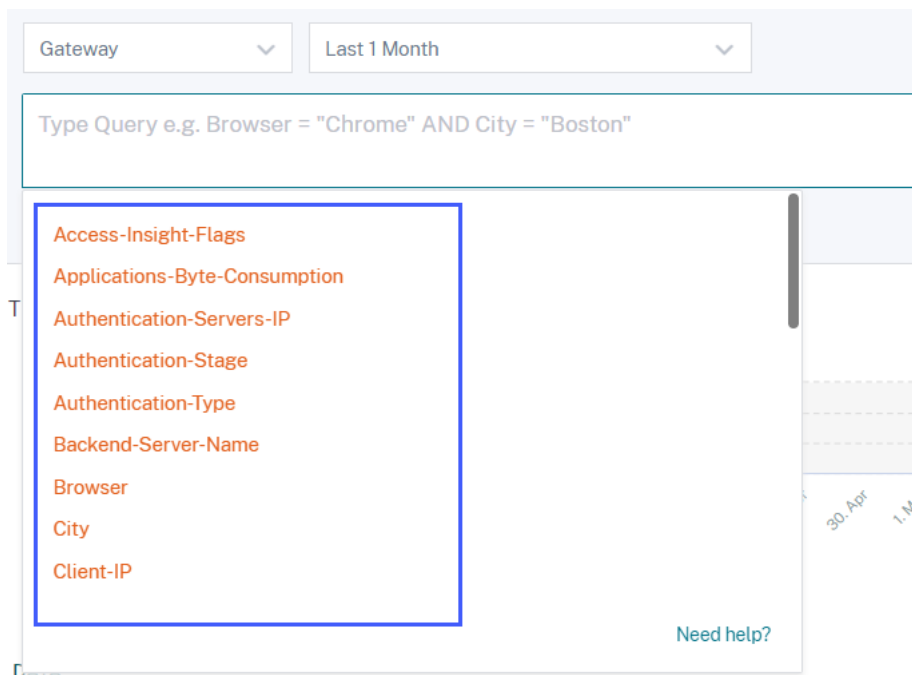 Gateway
Last 1 Month
Type Query e.g. Browser = "Chrome" AND City = "Boston"
Access-Insight-Flags
Applications-Byte-Consumption
T
Authentication-Servers-IP
Authentication-Stage
Authentication-Type
Backend-Server-Name
Browser
30. Apr
City
Client-IP
Need help?